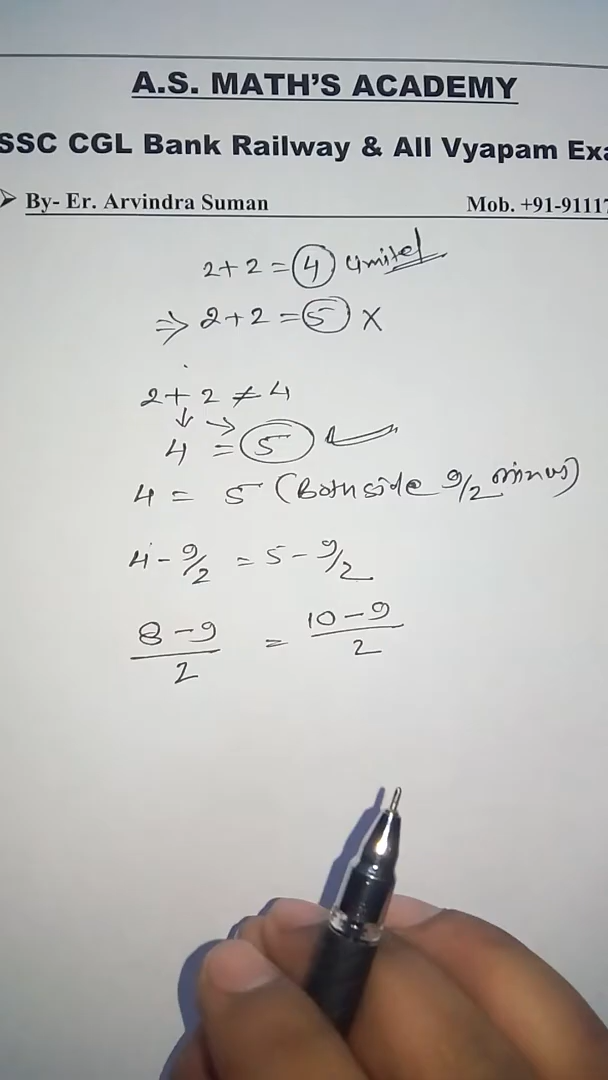 A.S. MATH'S ACADEMY
SSC CGL Bank Railway & All Vyapam Exa
➢ By- Er. Arvindra Suman Mob. +91-91117
2+2=4
⇒ 2+2=5 X
2+2≠4
↓ →
4 = 5
4 = 5 (Both side 9/2 minus)
4-9/2 = 5-9/2
8-9/2 = 10-9/2